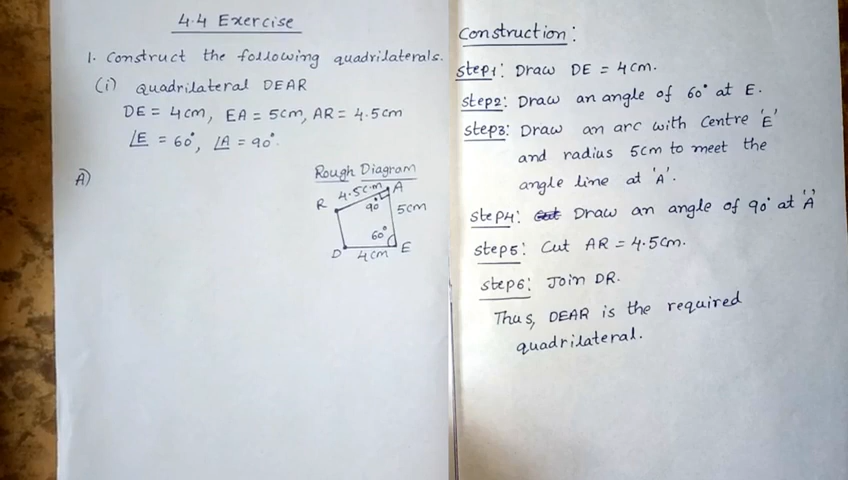 4.4 Exercise
1. Construct the following quadrilaterals.
(i) quadrilateral DEAR
DE = 4cm, EA = 5cm, AR = 4.5cm
∠E = 60°, ∠A = 90°.
A)
Rough Diagram
4.5c.m A
R 90° 5cm
60°
D 4cm E
Construction:
Step1: Draw DE = 4cm.
Step2: Draw an angle of 60° at E.
Step3: Draw an arc with centre 'E'
and radius 5cm to meet the
angle line at 'A'.
Step4: Draw an angle of 90° at 'A'
Step5: Cut AR = 4.5cm.
Step6: Join DR.
Thus, DEAR is the required
quadrilateral.